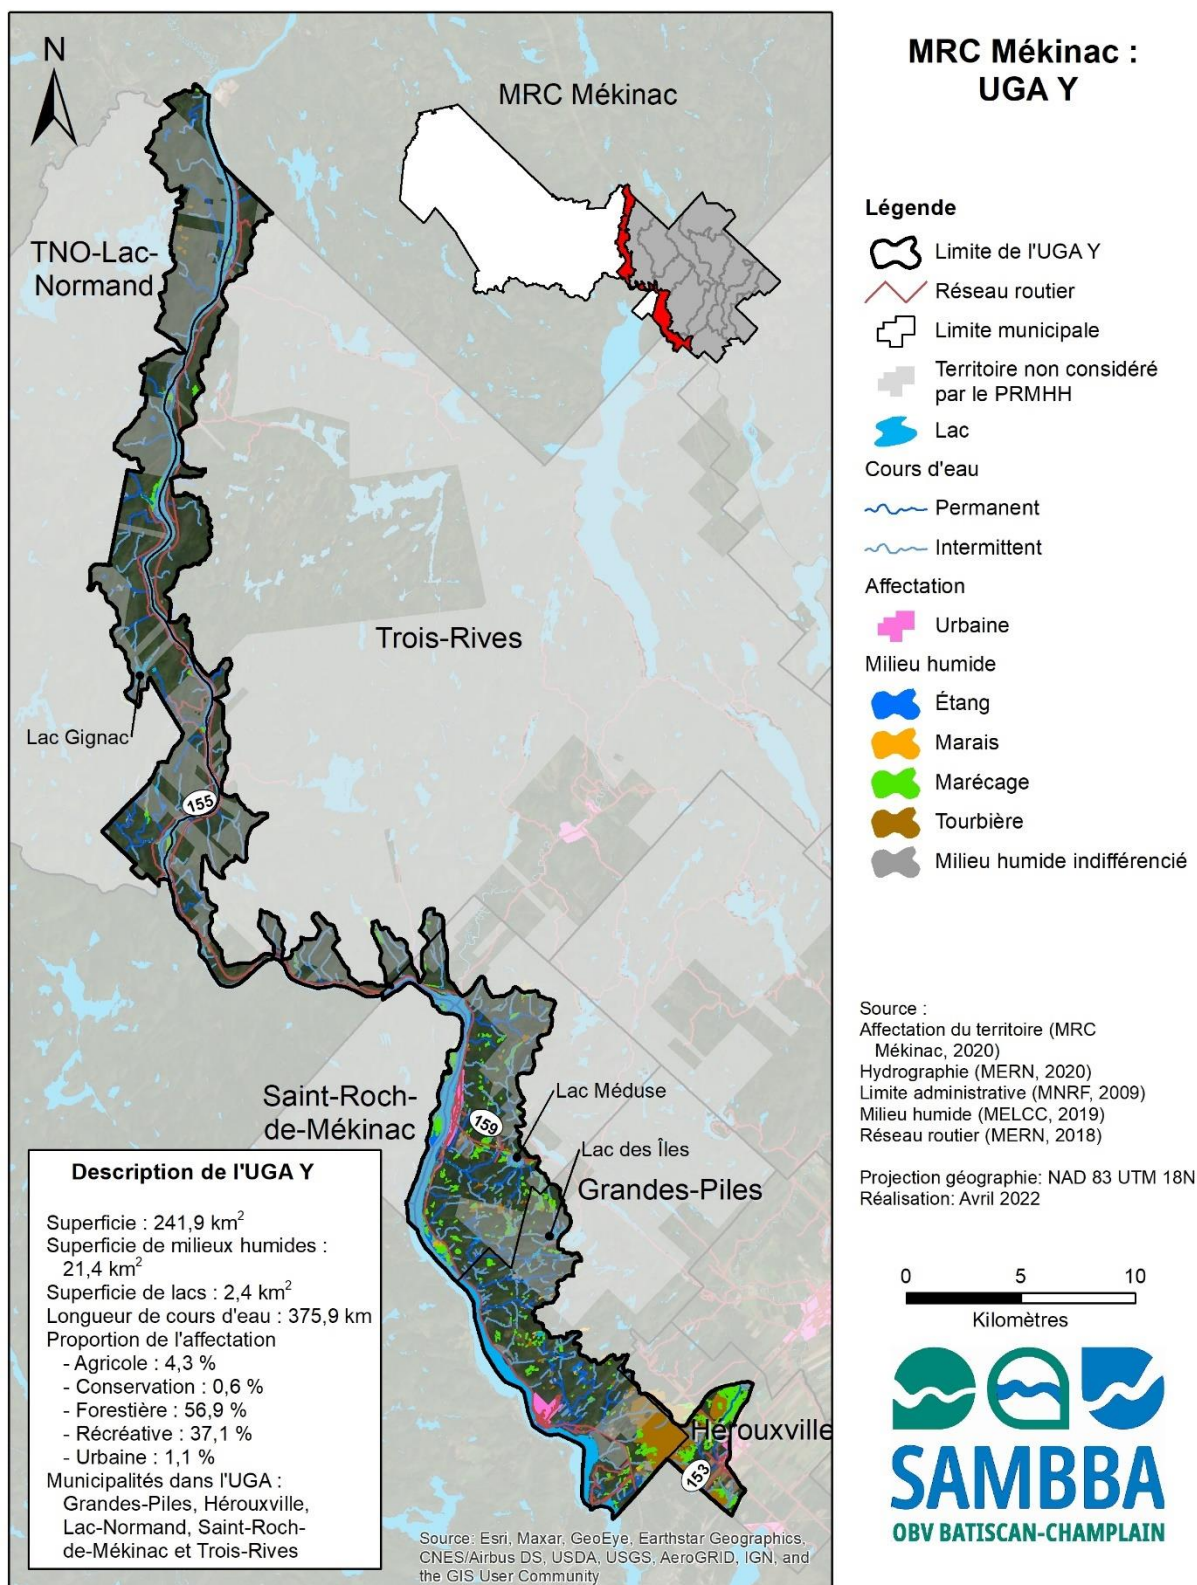 MRC Mékinac :
UGA Y
N
MRC Mékinac
TNO-Lac-
Normand
Trois-Rives
Lac Gignac
155
Saint-Roch-
de-Mékinac
159
Lac Méduse
Lac des Îles
Grandes-Piles
Hérouxville
153
Description de l'UGA Y
Superficie : 241,9 km²
Superficie de milieux humides :
21,4 km²
Superficie de lacs : 2,4 km²
Longueur de cours d'eau : 375,9 km
Proportion de l'affectation
- Agricole : 4,3 %
- Conservation : 0,6 %
- Forestière : 56,9 %
- Récréative : 37,1 %
- Urbaine : 1,1 %
Municipalités dans l'UGA :
Grandes-Piles, Hérouxville,
Lac-Normand, Saint-Roch-
de-Mékinac et Trois-Rives
Source: Esri, Maxar, GeoEye, Earthstar Geographics,
CNES/Airbus DS, USDA, USGS, AeroGRID, IGN, and
the GIS User Community
Légende
Limite de l'UGA Y
Réseau routier
Limite municipale
Territoire non considéré
par le PRMHH
Lac
Cours d'eau
Permanent
Intermittent
Affectation
Urbaine
Milieu humide
Étang
Marais
Marécage
Tourbière
Milieu humide indifférencié
Source :
Affectation du territoire (MRC
Mékinac, 2020)
Hydrographie (MERN, 2020)
Limite administrative (MNRF, 2009)
Milieu humide (MELCC, 2019)
Réseau routier (MERN, 2018)
Projection géographie: NAD 83 UTM 18N
Réalisation: Avril 2022
0 5 10
Kilomètres
SAMBBA
OBV BATISCAN-CHAMPLAIN